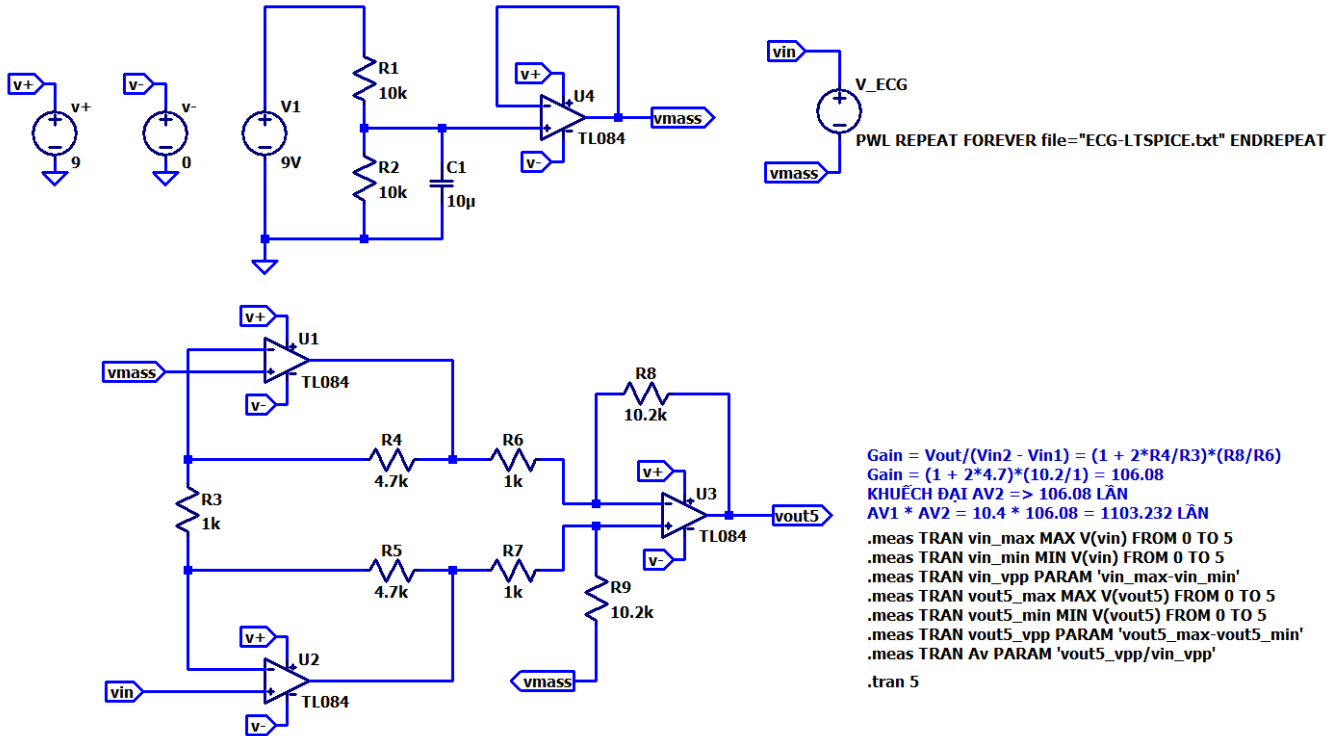 v+
v+
9
v-
v-
0
V1
9V
R1
10k
R2
10k
C1
10µ
v+
U4
TL084
v-
vmass
vin
V_ECG
PWL REPEAT FOREVER file="ECG-LTSPICE.txt" ENDREPEAT
vmass
v+
U1
vmass
TL084
v-
R4
4.7k
R6
1k
R8
10.2k
R3
1k
v+
U3
vout5
TL084
v-
R5
4.7k
R7
1k
R9
10.2k
v+
U2
vin
TL084
v-
vmass
Gain = Vout/(Vin2 - Vin1) = (1 + 2*R4/R3)*(R8/R6)
Gain = (1 + 2*4.7)*(10.2/1) = 106.08
KHUẾCH ĐẠI AV2 => 106.08 LẦN
AV1 * AV2 = 10.4 * 106.08 = 1103.232 LẦN
.meas TRAN vin_max MAX V(vin) FROM 0 TO 5
.meas TRAN vin_min MIN V(vin) FROM 0 TO 5
.meas TRAN vin_vpp PARAM 'vin_max-vin_min'
.meas TRAN vout5_max MAX V(vout5) FROM 0 TO 5
.meas TRAN vout5_min MIN V(vout5) FROM 0 TO 5
.meas TRAN vout5_vpp PARAM 'vout5_max-vout5_min'
.meas TRAN Av PARAM 'vout5_vpp/vin_vpp'
.tran 5